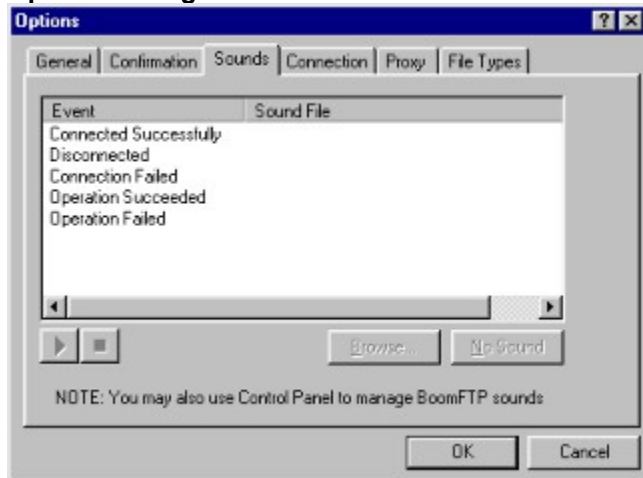 Options
General Confirmation Sounds Connection Proxy File Types
Event Sound File
Connected Successfully
Disconnected
Connection Failed
Operation Succeeded
Operation Failed
Browse... No Sound
NOTE: You may also use Control Panel to manage BoomFTP sounds
OK Cancel